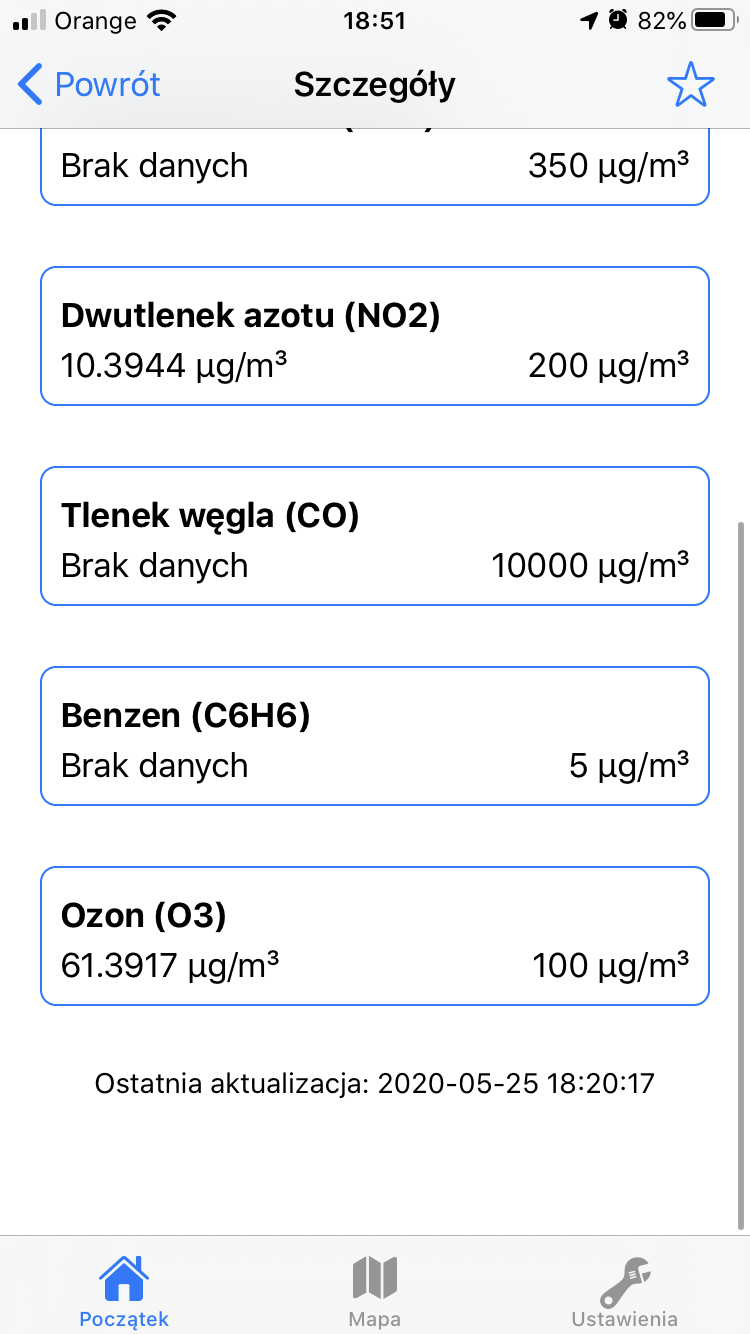 Orange 18:51 82%
Powrót Szczegóły
Brak danych 350 µg/m³
Dwutlenek azotu (NO2)
10.3944 µg/m³ 200 µg/m³
Tlenek węgla (CO)
Brak danych 10000 µg/m³
Benzen (C6H6)
Brak danych 5 µg/m³
Ozon (O3)
61.3917 µg/m³ 100 µg/m³
Ostatnia aktualizacja: 2020-05-25 18:20:17
Początek Mapa Ustawienia